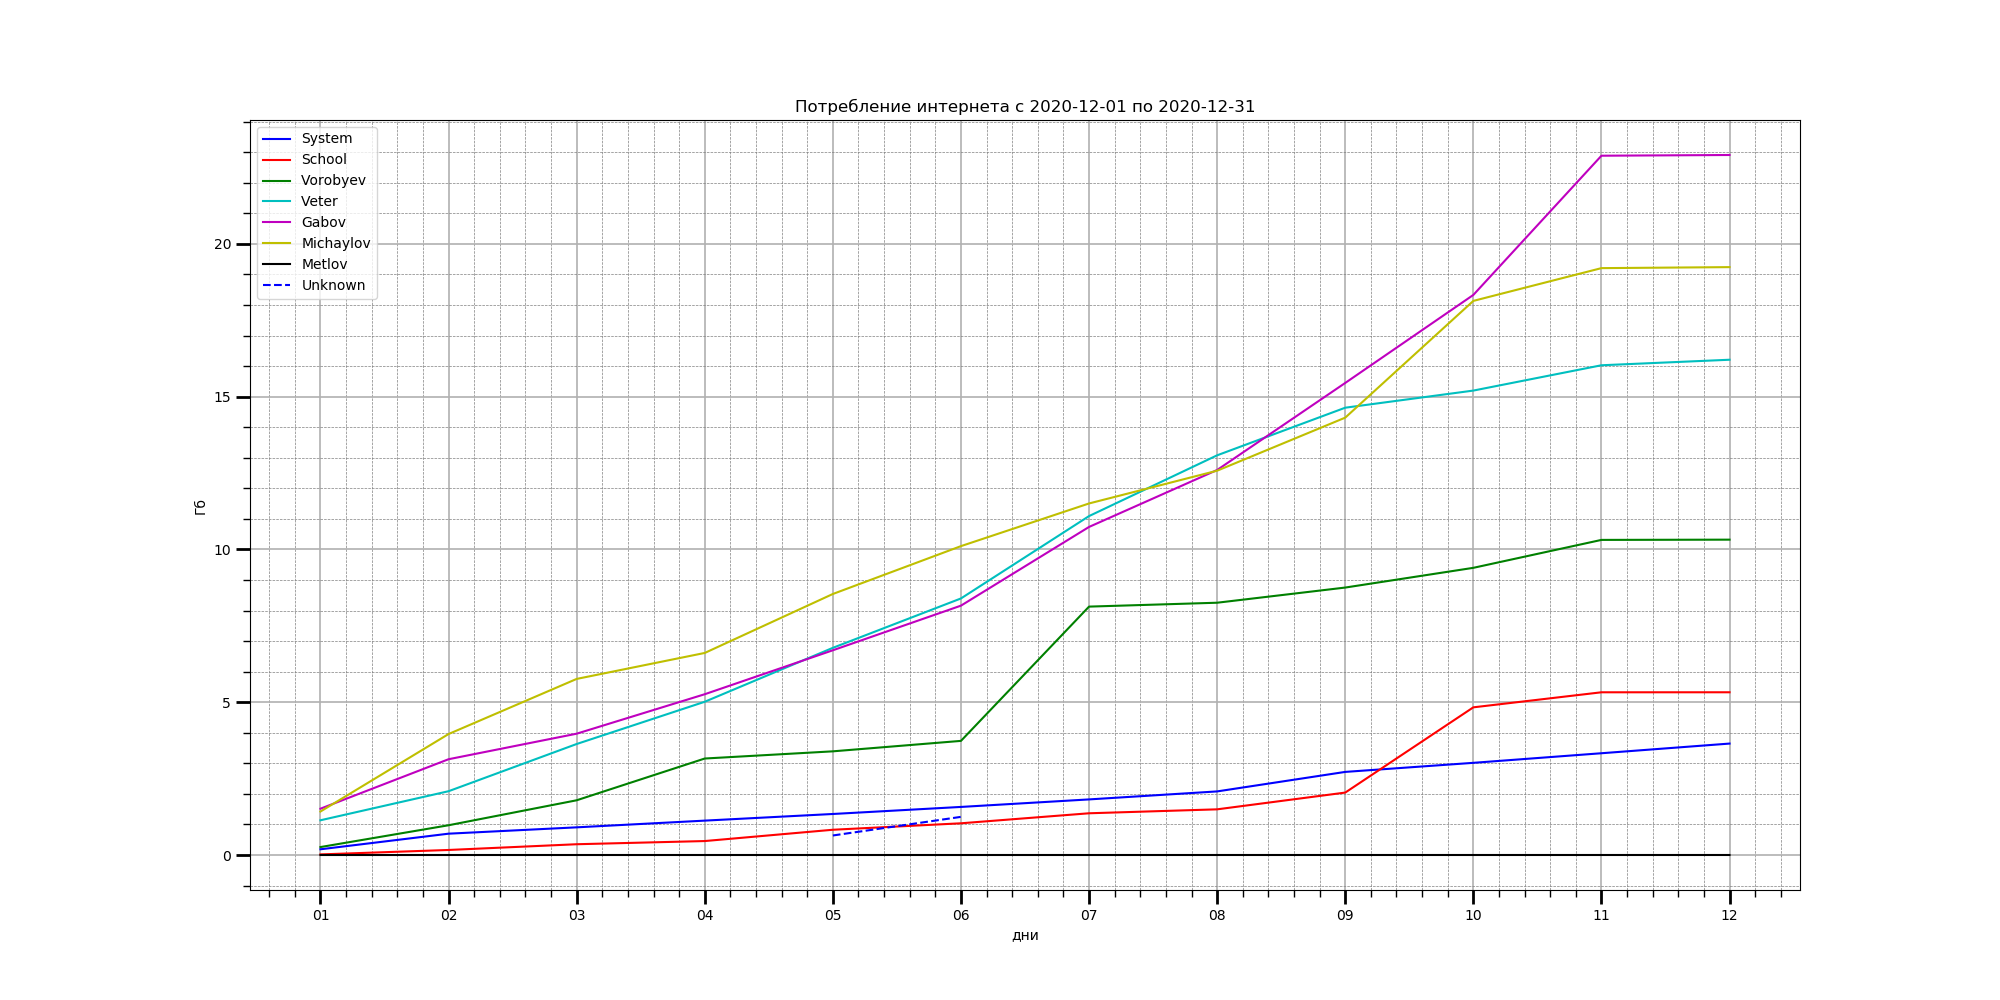 Потребление интернета с 2020-12-01 по 2020-12-31
System
School
Vorobyev
Veter
Gabov
Michaylov
Metlov
Unknown
Гб
20
15
10
5
0
01 02 03 04 05 06 07 08 09 10 11 12
дни